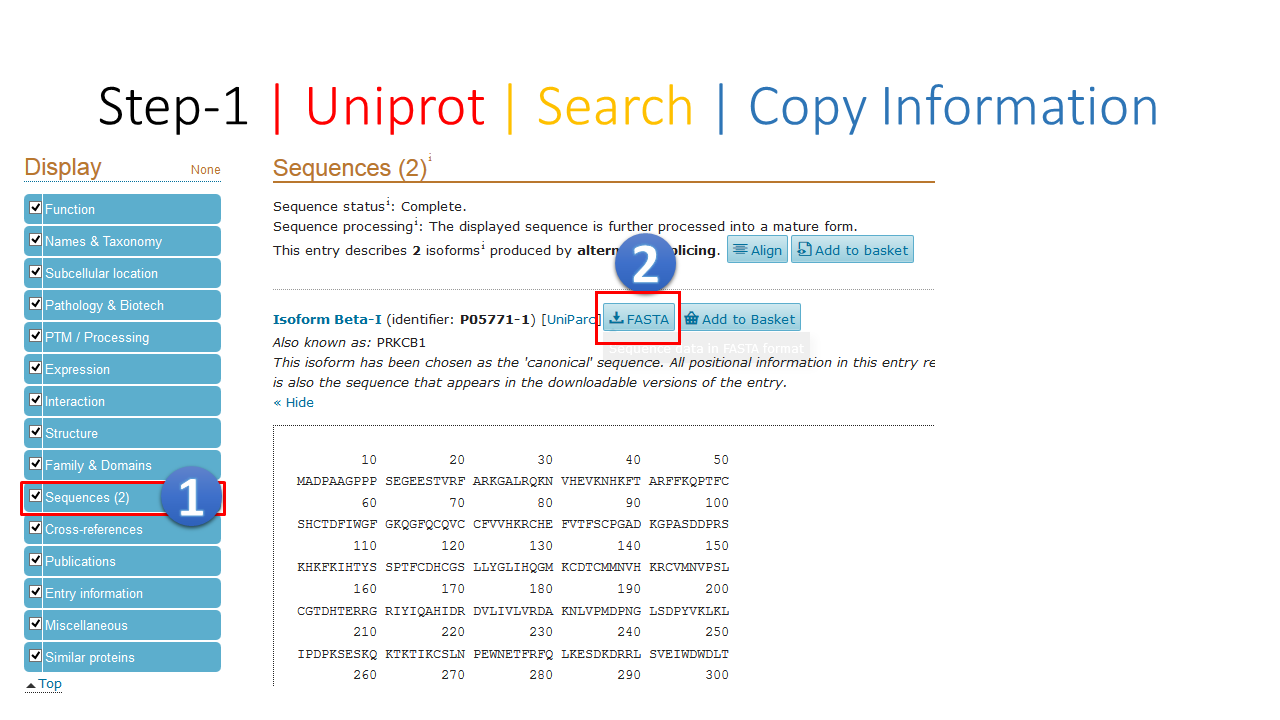 Step-1 | Uniprot | Search | Copy Information
Display None
Function
Names & Taxonomy
Subcellular location
Pathology & Biotech
PTM / Processing
Expression
Interaction
Structure
Family & Domains
Sequences (2)
1
Cross-references
Publications
Entry information
Miscellaneous
Similar proteins
Top
Sequences (2)i
Sequence statusi: Complete.
Sequence processingi: The displayed sequence is further processed into a mature form.
This entry describes 2 isoformsi produced by altern plicing. Align Add to basket
2
Isoform Beta-I (identifier: P05771-1) [UniParc] FASTA Add to Basket
Also known as: PRKCB1
Sequence data in FASTA format
This isoform has been chosen as the 'canonical' sequence. All positional information in this entry re
is also the sequence that appears in the downloadable versions of the entry.
« Hide
10 20 30 40 50
MADPAAGPPP SEGEESTVRF ARKGALRQKN VHEVKNHKFT ARFFKQPTFC
60 70 80 90 100
SHCTDFIWGF GKQGFQCQVC CFVVHKRCHE FVTFSCPGAD KGPASDDPRS
110 120 130 140 150
KHKFKIHTYS SPTFCDHCGS LLYGLIHQGM KCDTCMMNVH KRCVMNVPSL
160 170 180 190 200
CGTDHTERRG RIYIQAHIDR DVLIVLVRDA KNLVPMDPNG LSDPYVKLKL
210 220 230 240 250
IPDPKSESKQ KTKTIKCSLN PEWNETFRFQ LKESDKDRRL SVEIWDWDLT
260 270 280 290 300